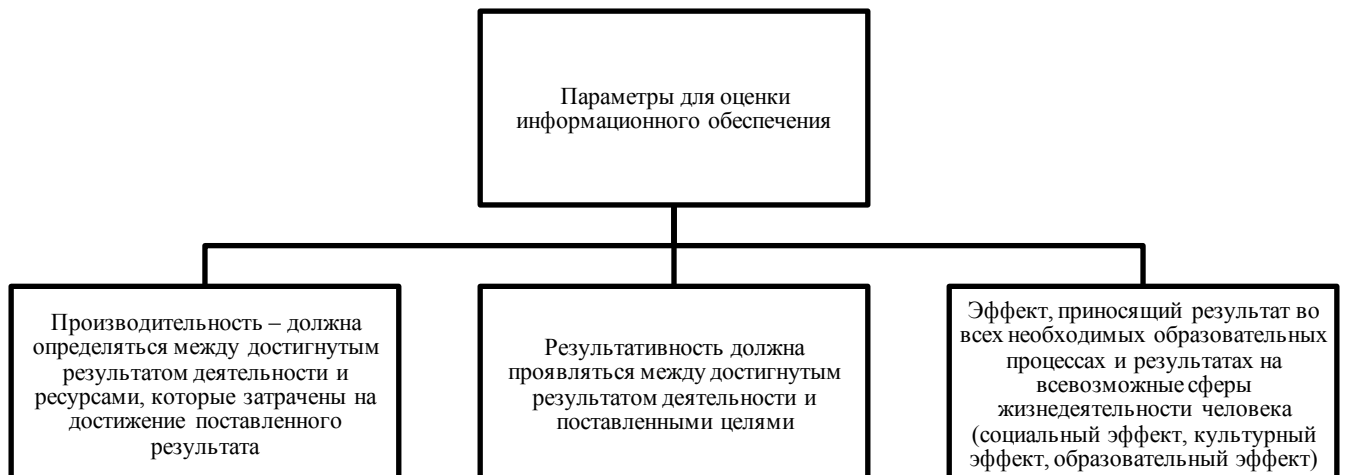 Параметры для оценки
информационного обеспечения
Производительность – должна
определяться между достигнутым
результатом деятельности и
ресурсами, которые затрачены на
достижение поставленного
результата
Результативность должна
проявляться между достигнутым
результатом деятельности и
поставленными целями
Эффект, приносящий результат во
всех необходимых образовательных
процессах и результатах на
всевозможные сферы
жизнедеятельности человека
(социальный эффект, культурный
эффект, образовательный эффект)